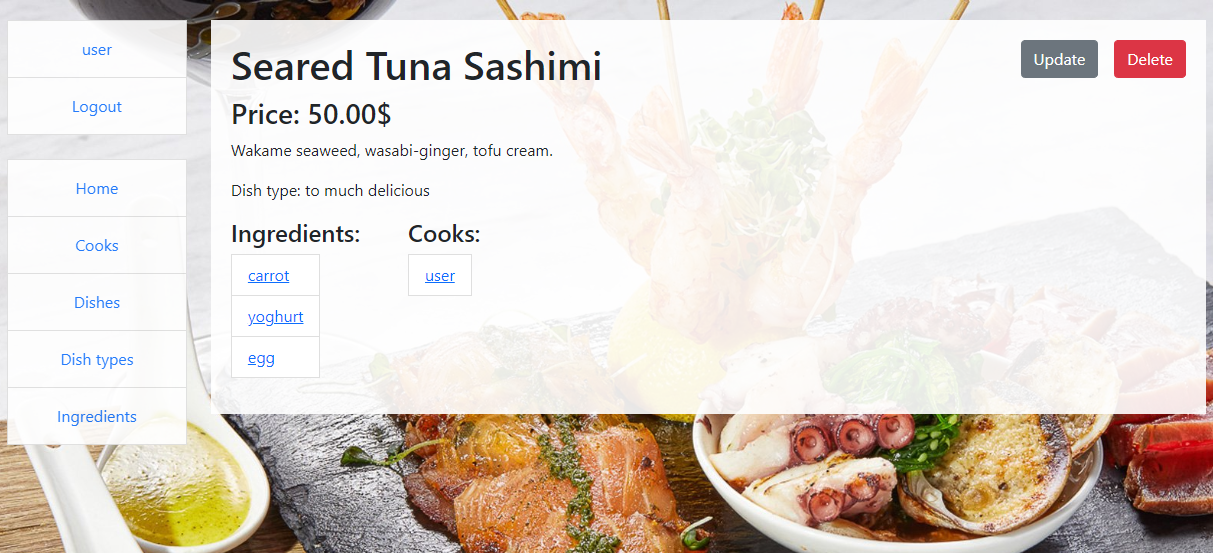 user
Logout
Home
Cooks
Dishes
Dish types
Ingredients
Seared Tuna Sashimi
Update
Delete
Price: 50.00$
Wakame seaweed, wasabi-ginger, tofu cream.
Dish type: to much delicious
Ingredients:
carrot
yoghurt
egg
Cooks:
user